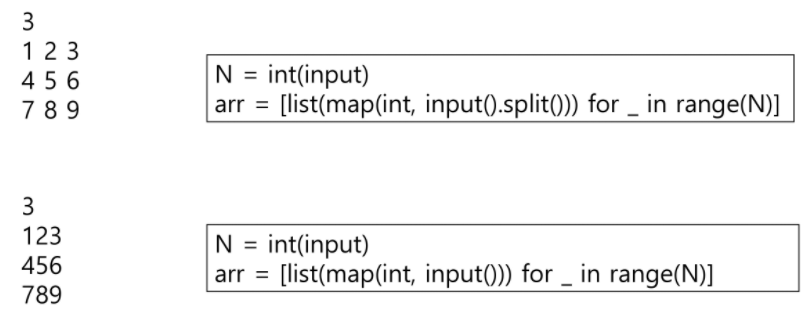 3
1 2 3
4 5 6
7 8 9
N = int(input)
arr = [list(map(int, input().split())) for _ in range(N)]
3
123
456
789
N = int(input)
arr = [list(map(int, input())) for _ in range(N)]